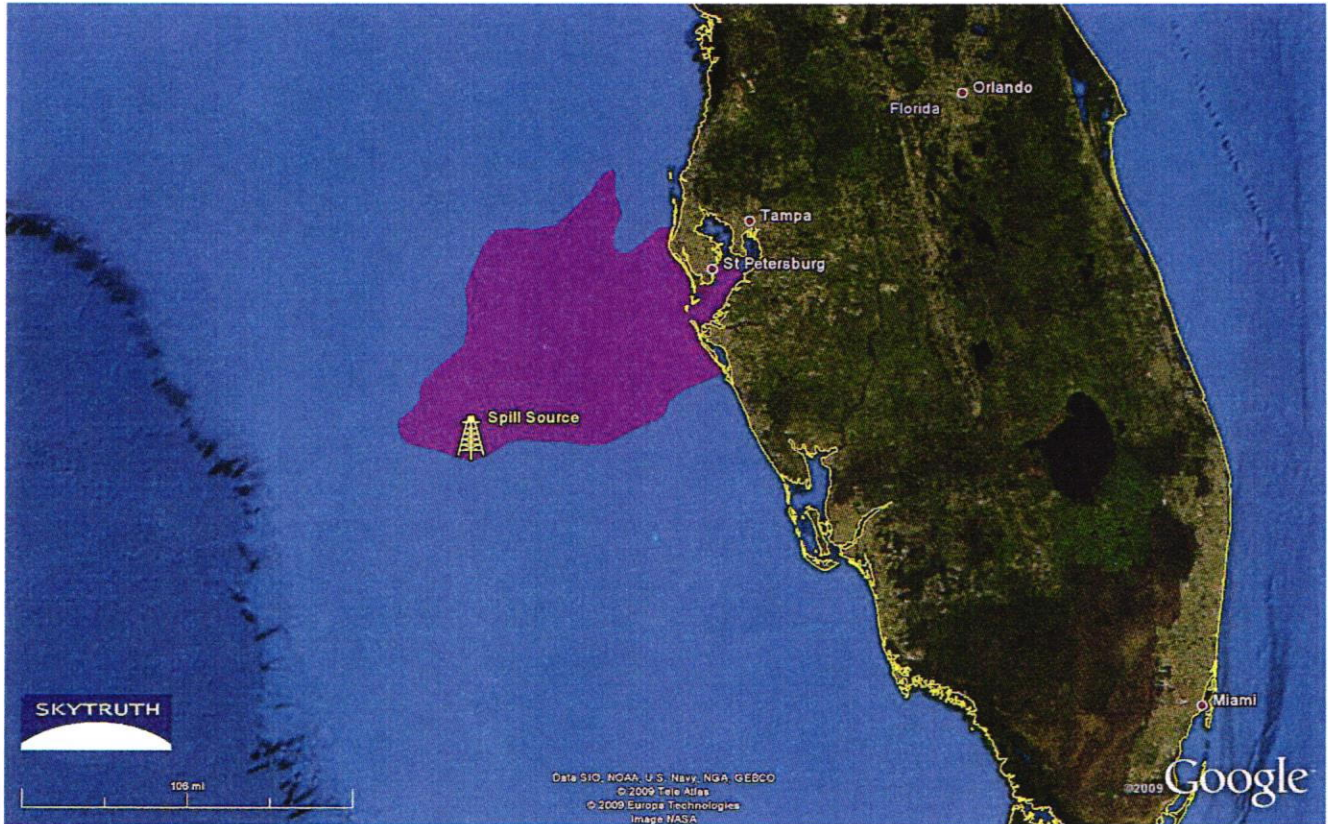 Orlando
Florida
Tampa
St Petersburg
Spill Source
SKYTRUTH
Miami
106 mi
Data SIO, NOAA, U.S. Navy, NGA, GEBCO
© 2009 Tele Atlas
© 2009 Europa Technologies
Image NASA
©2009 Google